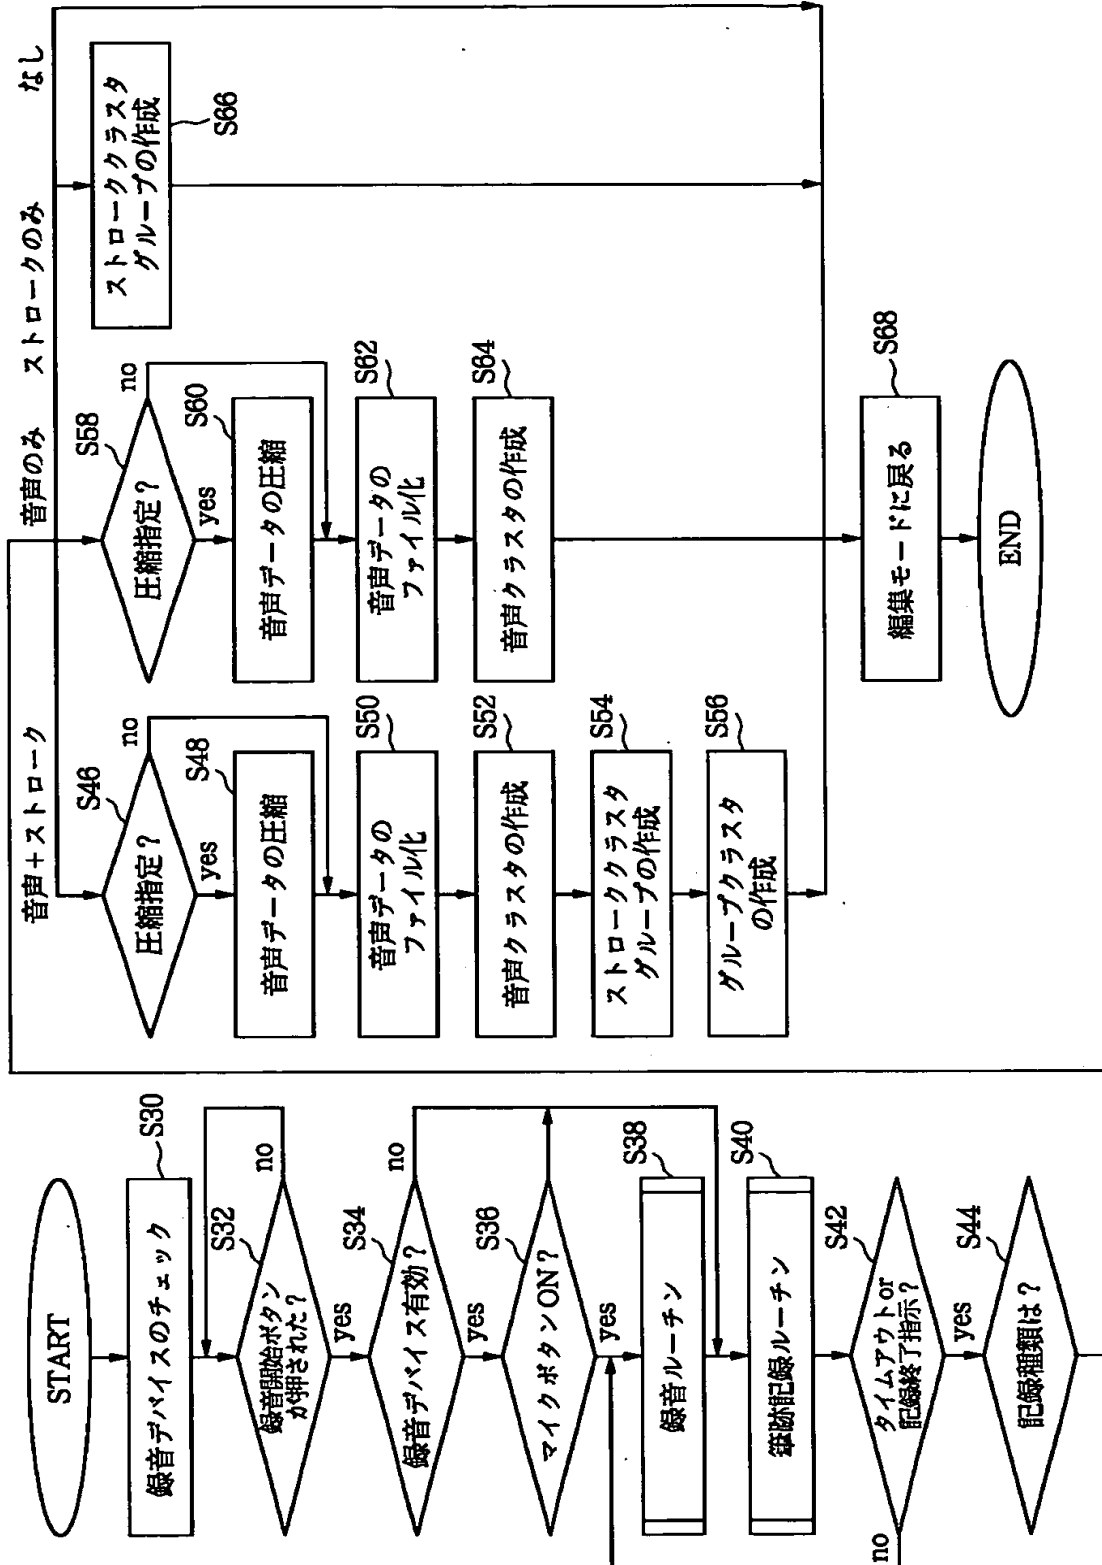 START
録音デバイスのチェック
S30
録音開始ボタン
が押された？
S32
no
yes
録音デバイス有効？
S34
no
yes
マイクボタンON？
S36
yes
録音ルーチン
S38
筆跡記録ルーチン
S40
タイムアウトor
記録終了指示？
S42
no
yes
記録種類は？
S44
音声＋ストローク
圧縮指定？
S46
no
yes
音声データの圧縮
S48
音声データの
ファイル化
S50
音声クラスタの作成
S52
ストローククラスタ
グループの作成
S54
グループクラスタ
の作成
S56
音声のみ
圧縮指定？
S58
no
yes
音声データの圧縮
S60
音声データの
ファイル化
S62
音声クラスタの作成
S64
ストロークのみ
ストローククラスタ
グループの作成
S66
なし
編集モードに戻る
S68
END